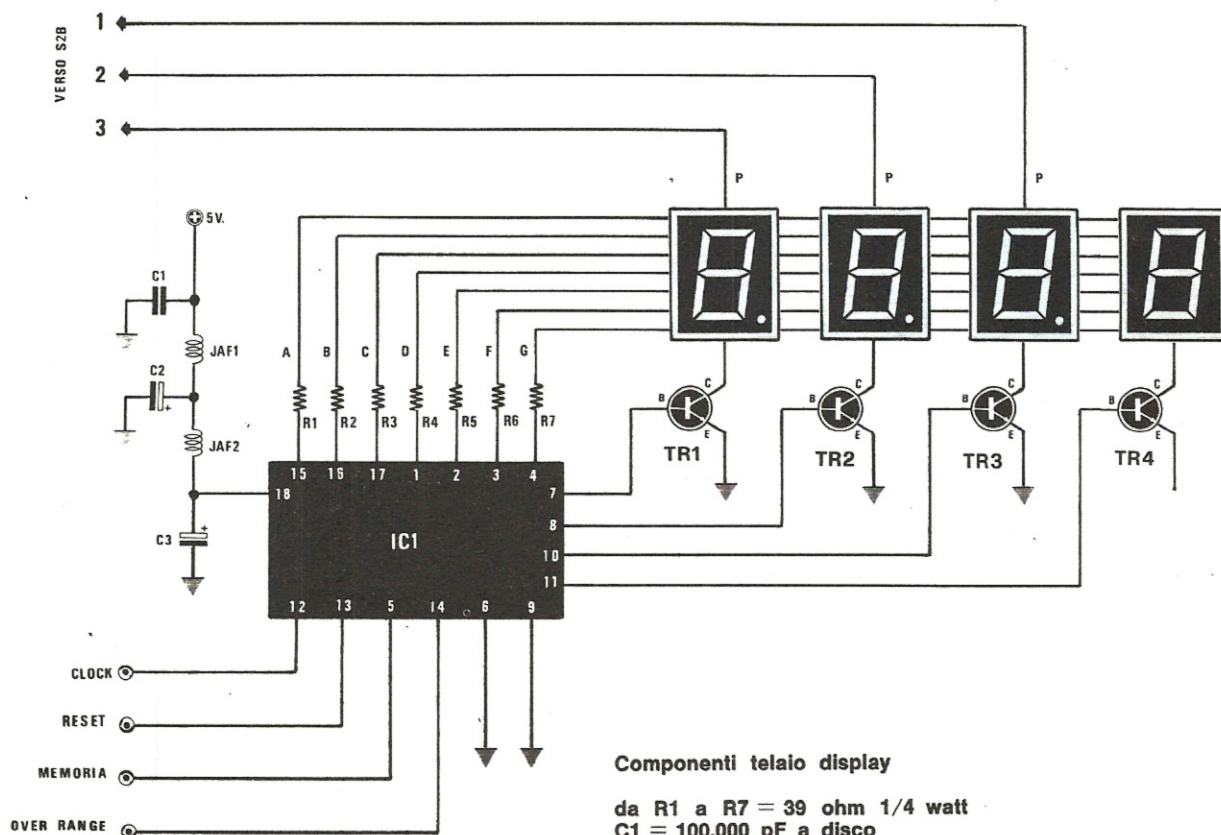 VERSO S2B
1
2
3
P P P
5V.
C1
JAF1
C2
JAF2
C3
A B C D E F G
R1 R2 R3 R4 R5 R6 R7
B C E
TR1
B C E
TR2
B C E
TR3
B C E
TR4
15 16 17 1 2 3 4
18
7
8
10
11
IC1
12 13 5 14 6 9
CLOCK
RESET
MEMORIA
OVER RANGE
Componenti telaio display
da R1 a R7 = 39 ohm 1/4 watt
C1 = 100.000 pF a disco